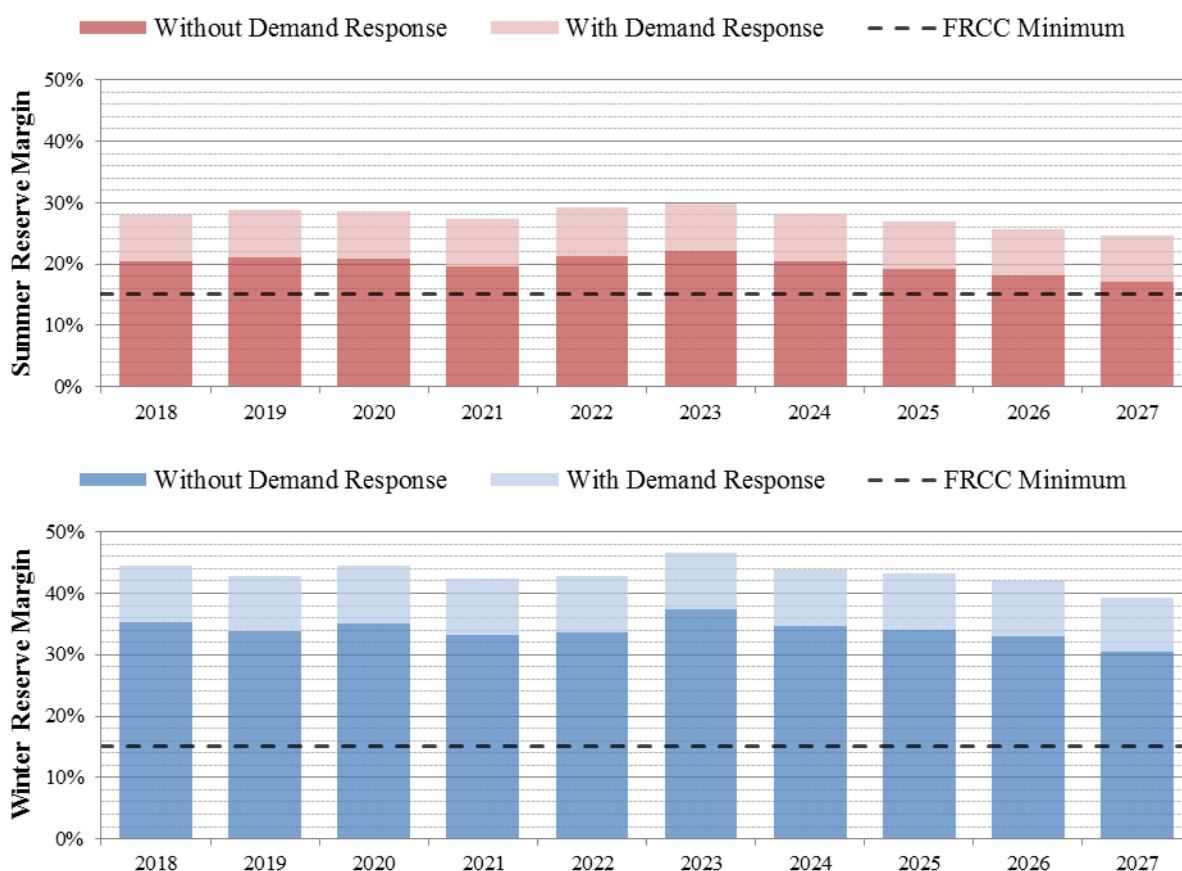 Without Demand Response With Demand Response FRCC Minimum
Summer Reserve Margin
50%
40%
30%
20%
10%
0%
2018 2019 2020 2021 2022 2023 2024 2025 2026 2027
Without Demand Response With Demand Response FRCC Minimum
Winter Reserve Margin
50%
40%
30%
20%
10%
0%
2018 2019 2020 2021 2022 2023 2024 2025 2026 2027